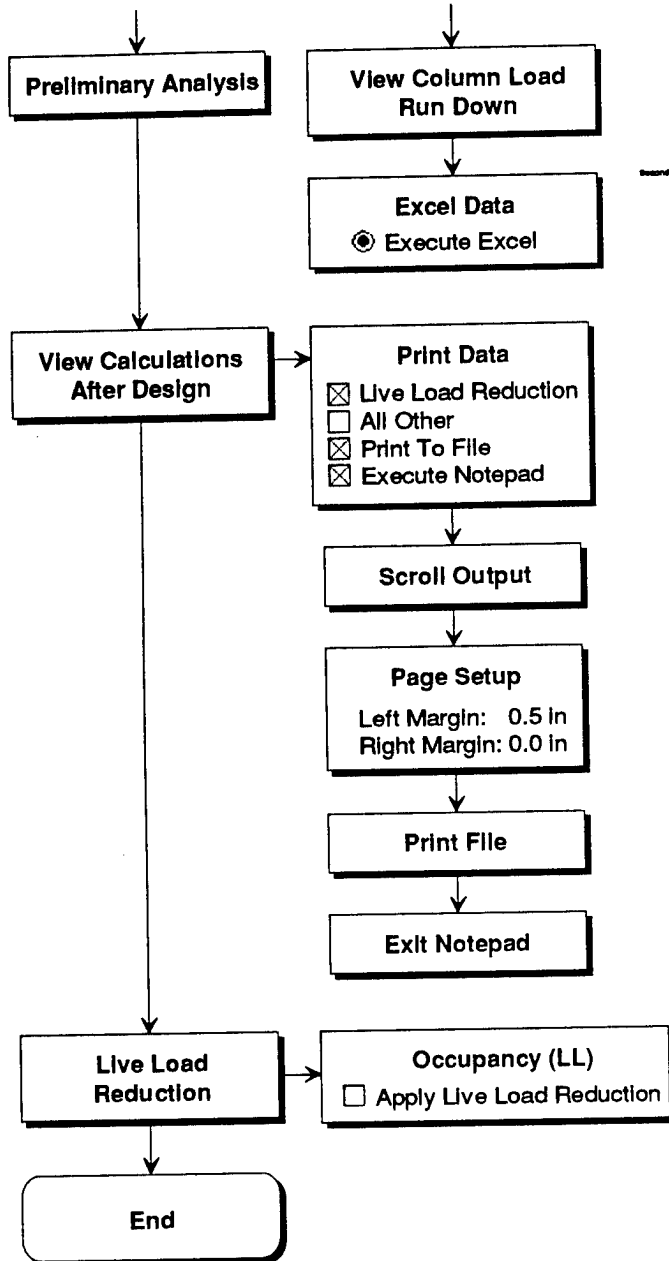 Preliminary Analysis
View Column Load
Run Down
Excel Data
Execute Excel
Second
View Calculations
After Design
Print Data
Live Load Reduction
All Other
Print To File
Execute Notepad
Scroll Output
Page Setup
Left Margin: 0.5 in
Right Margin: 0.0 in
Print File
Exit Notepad
Live Load
Reduction
Occupancy (LL)
Apply Live Load Reduction
End